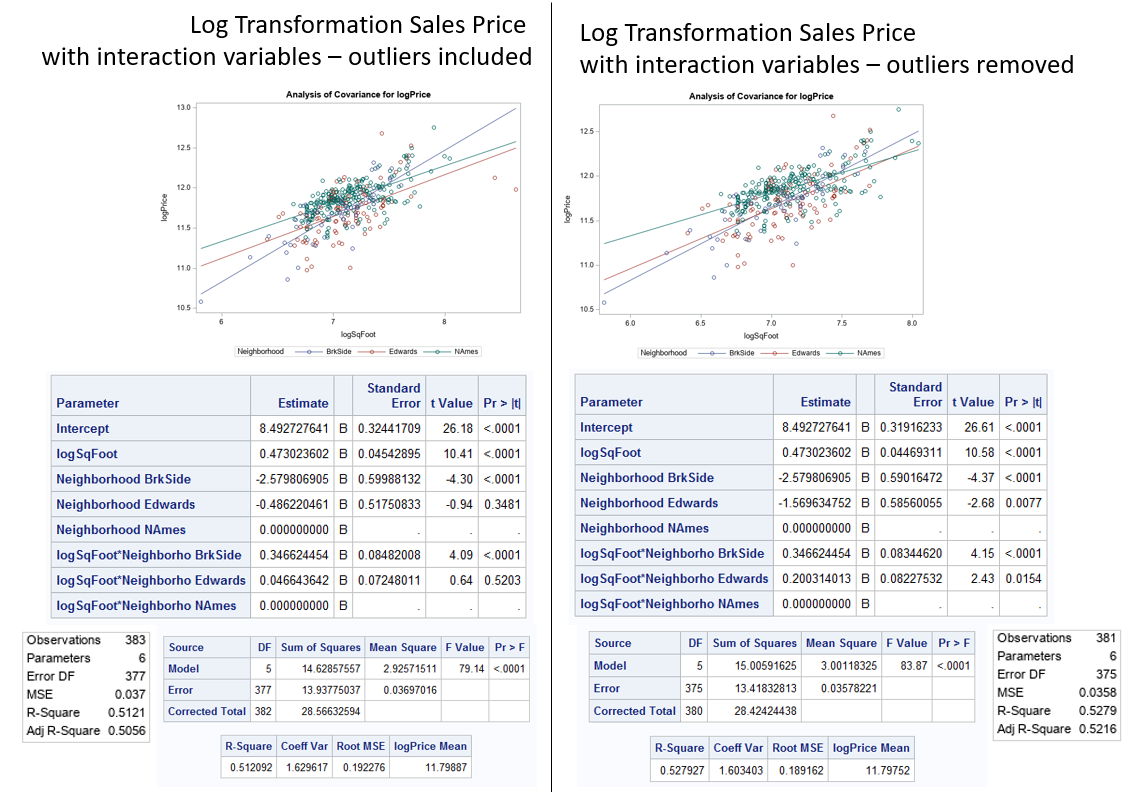 Log Transformation Sales Price
with interaction variables – outliers included
Analysis of Covariance for logPrice
13.0
12.5
12.0
11.5
11.0
10.5
logPrice
6 7 8
logSqFoot
Neighborhood BrkSide Edwards NAmes
Parameter Estimate Standard Error t Value Pr > |t|
Intercept 8.492727641 B 0.32441709 26.18 <.0001
logSqFoot 0.473023602 B 0.04542895 10.41 <.0001
Neighborhood BrkSide -2.579806905 B 0.59988132 -4.30 <.0001
Neighborhood Edwards -0.486220461 B 0.51750833 -0.94 0.3481
Neighborhood NAmes 0.000000000 B . . .
logSqFoot*Neighborho BrkSide 0.346624454 B 0.08482008 4.09 <.0001
logSqFoot*Neighborho Edwards 0.046643642 B 0.07248011 0.64 0.5203
logSqFoot*Neighborho NAmes 0.000000000 B . . .
Observations 383
Parameters 6
Error DF 377
MSE 0.037
R-Square 0.5121
Adj R-Square 0.5056
Source DF Sum of Squares Mean Square F Value Pr > F
Model 5 14.62857557 2.92571511 79.14 <.0001
Error 377 13.93775037 0.03697016
Corrected Total 382 28.56632594
R-Square Coeff Var Root MSE logPrice Mean
0.512092 1.629617 0.192276 11.79887
Log Transformation Sales Price
with interaction variables – outliers removed
Analysis of Covariance for logPrice
12.5
12.0
11.5
11.0
10.5
logPrice
6.0 6.5 7.0 7.5 8.0
logSqFoot
Neighborhood BrkSide Edwards NAmes
Parameter Estimate Standard Error t Value Pr > |t|
Intercept 8.492727641 B 0.31916233 26.61 <.0001
logSqFoot 0.473023602 B 0.04469311 10.58 <.0001
Neighborhood BrkSide -2.579806905 B 0.59016472 -4.37 <.0001
Neighborhood Edwards -1.569634752 B 0.58560055 -2.68 0.0077
Neighborhood NAmes 0.000000000 B . . .
logSqFoot*Neighborho BrkSide 0.346624454 B 0.08344620 4.15 <.0001
logSqFoot*Neighborho Edwards 0.200314013 B 0.08227532 2.43 0.0154
logSqFoot*Neighborho NAmes 0.000000000 B . . .
Source DF Sum of Squares Mean Square F Value Pr > F
Model 5 15.00591625 3.00118325 83.87 <.0001
Error 375 13.41832813 0.03578221
Corrected Total 380 28.42424438
Observations 381
Parameters 6
Error DF 375
MSE 0.0358
R-Square 0.5279
Adj R-Square 0.5216
R-Square Coeff Var Root MSE logPrice Mean
0.527927 1.603403 0.189162 11.79752